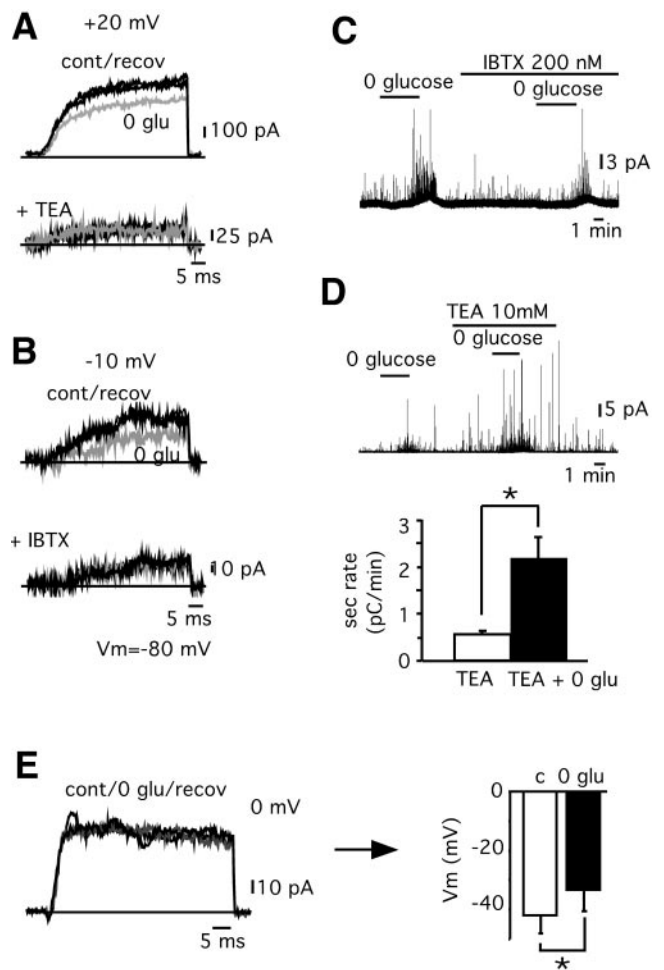 A
+20 mV
cont/recov
0 glu
100 pA
+ TEA
25 pA
5 ms
B
-10 mV
cont/recov
0 glu
+ IBTX
10 pA
5 ms
Vm=-80 mV
C
IBTX 200 nM
0 glucose
0 glucose
3 pA
1 min
D
TEA 10mM
0 glucose
0 glucose
5 pA
1 min
*
3
2
1
0
sec rate
(pC/min)
TEA
TEA + 0 glu
E
cont/0 glu/recov
0 mV
10 pA
5 ms
c
0 glu
0
-20
-40
Vm (mV)
*